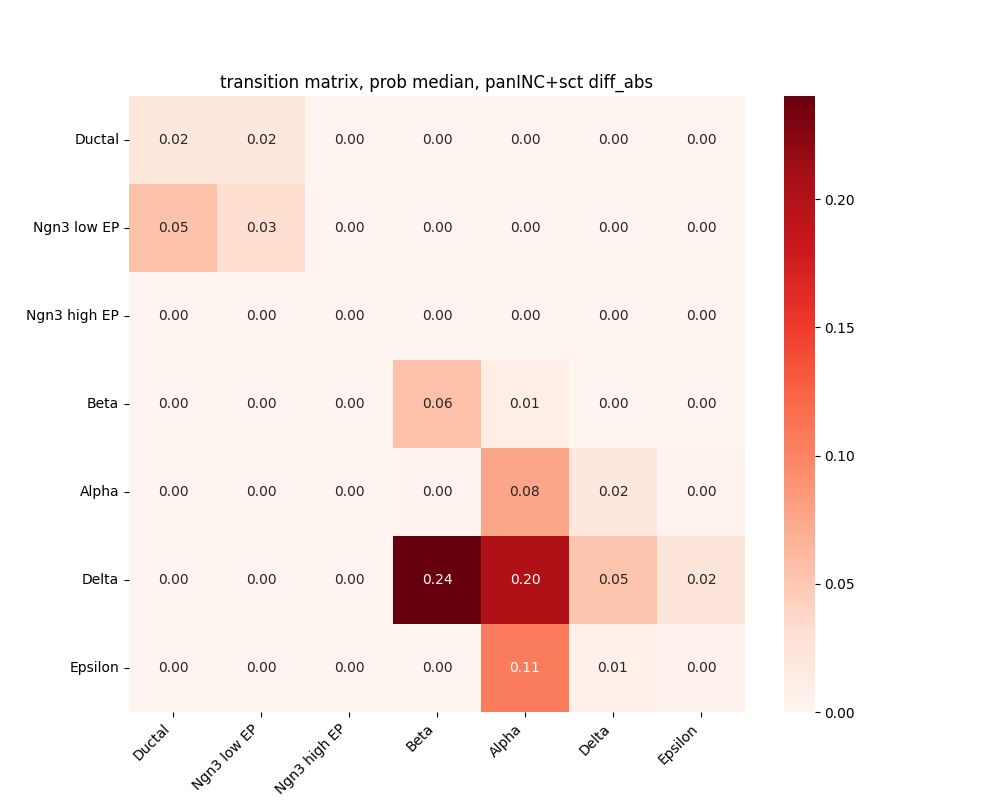 transition matrix, prob median, panINC+sct diff_abs
Ductal 0.02 0.02 0.00 0.00 0.00 0.00 0.00
Ngn3 low EP 0.05 0.03 0.00 0.00 0.00 0.00 0.00
Ngn3 high EP 0.00 0.00 0.00 0.00 0.00 0.00 0.00
Beta 0.00 0.00 0.00 0.06 0.01 0.00 0.00
Alpha 0.00 0.00 0.00 0.00 0.08 0.02 0.00
Delta 0.00 0.00 0.00 0.24 0.20 0.05 0.02
Epsilon 0.00 0.00 0.00 0.00 0.11 0.01 0.00
Ductal Ngn3 low EP Ngn3 high EP Beta Alpha Delta Epsilon
0.20
0.15
0.10
0.05
0.00